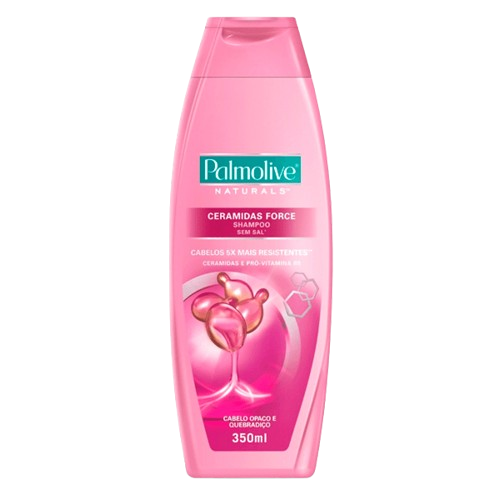 Palmolive
NATURALS
CERAMIDAS FORCE
SHAMPOO
SEM SAL*
CABELOS 5X MAIS RESISTENTES**
CERAMIDAS E PRÓ-VITAMINA B5
CABELO OPACO E
QUEBRADIÇO
350ml